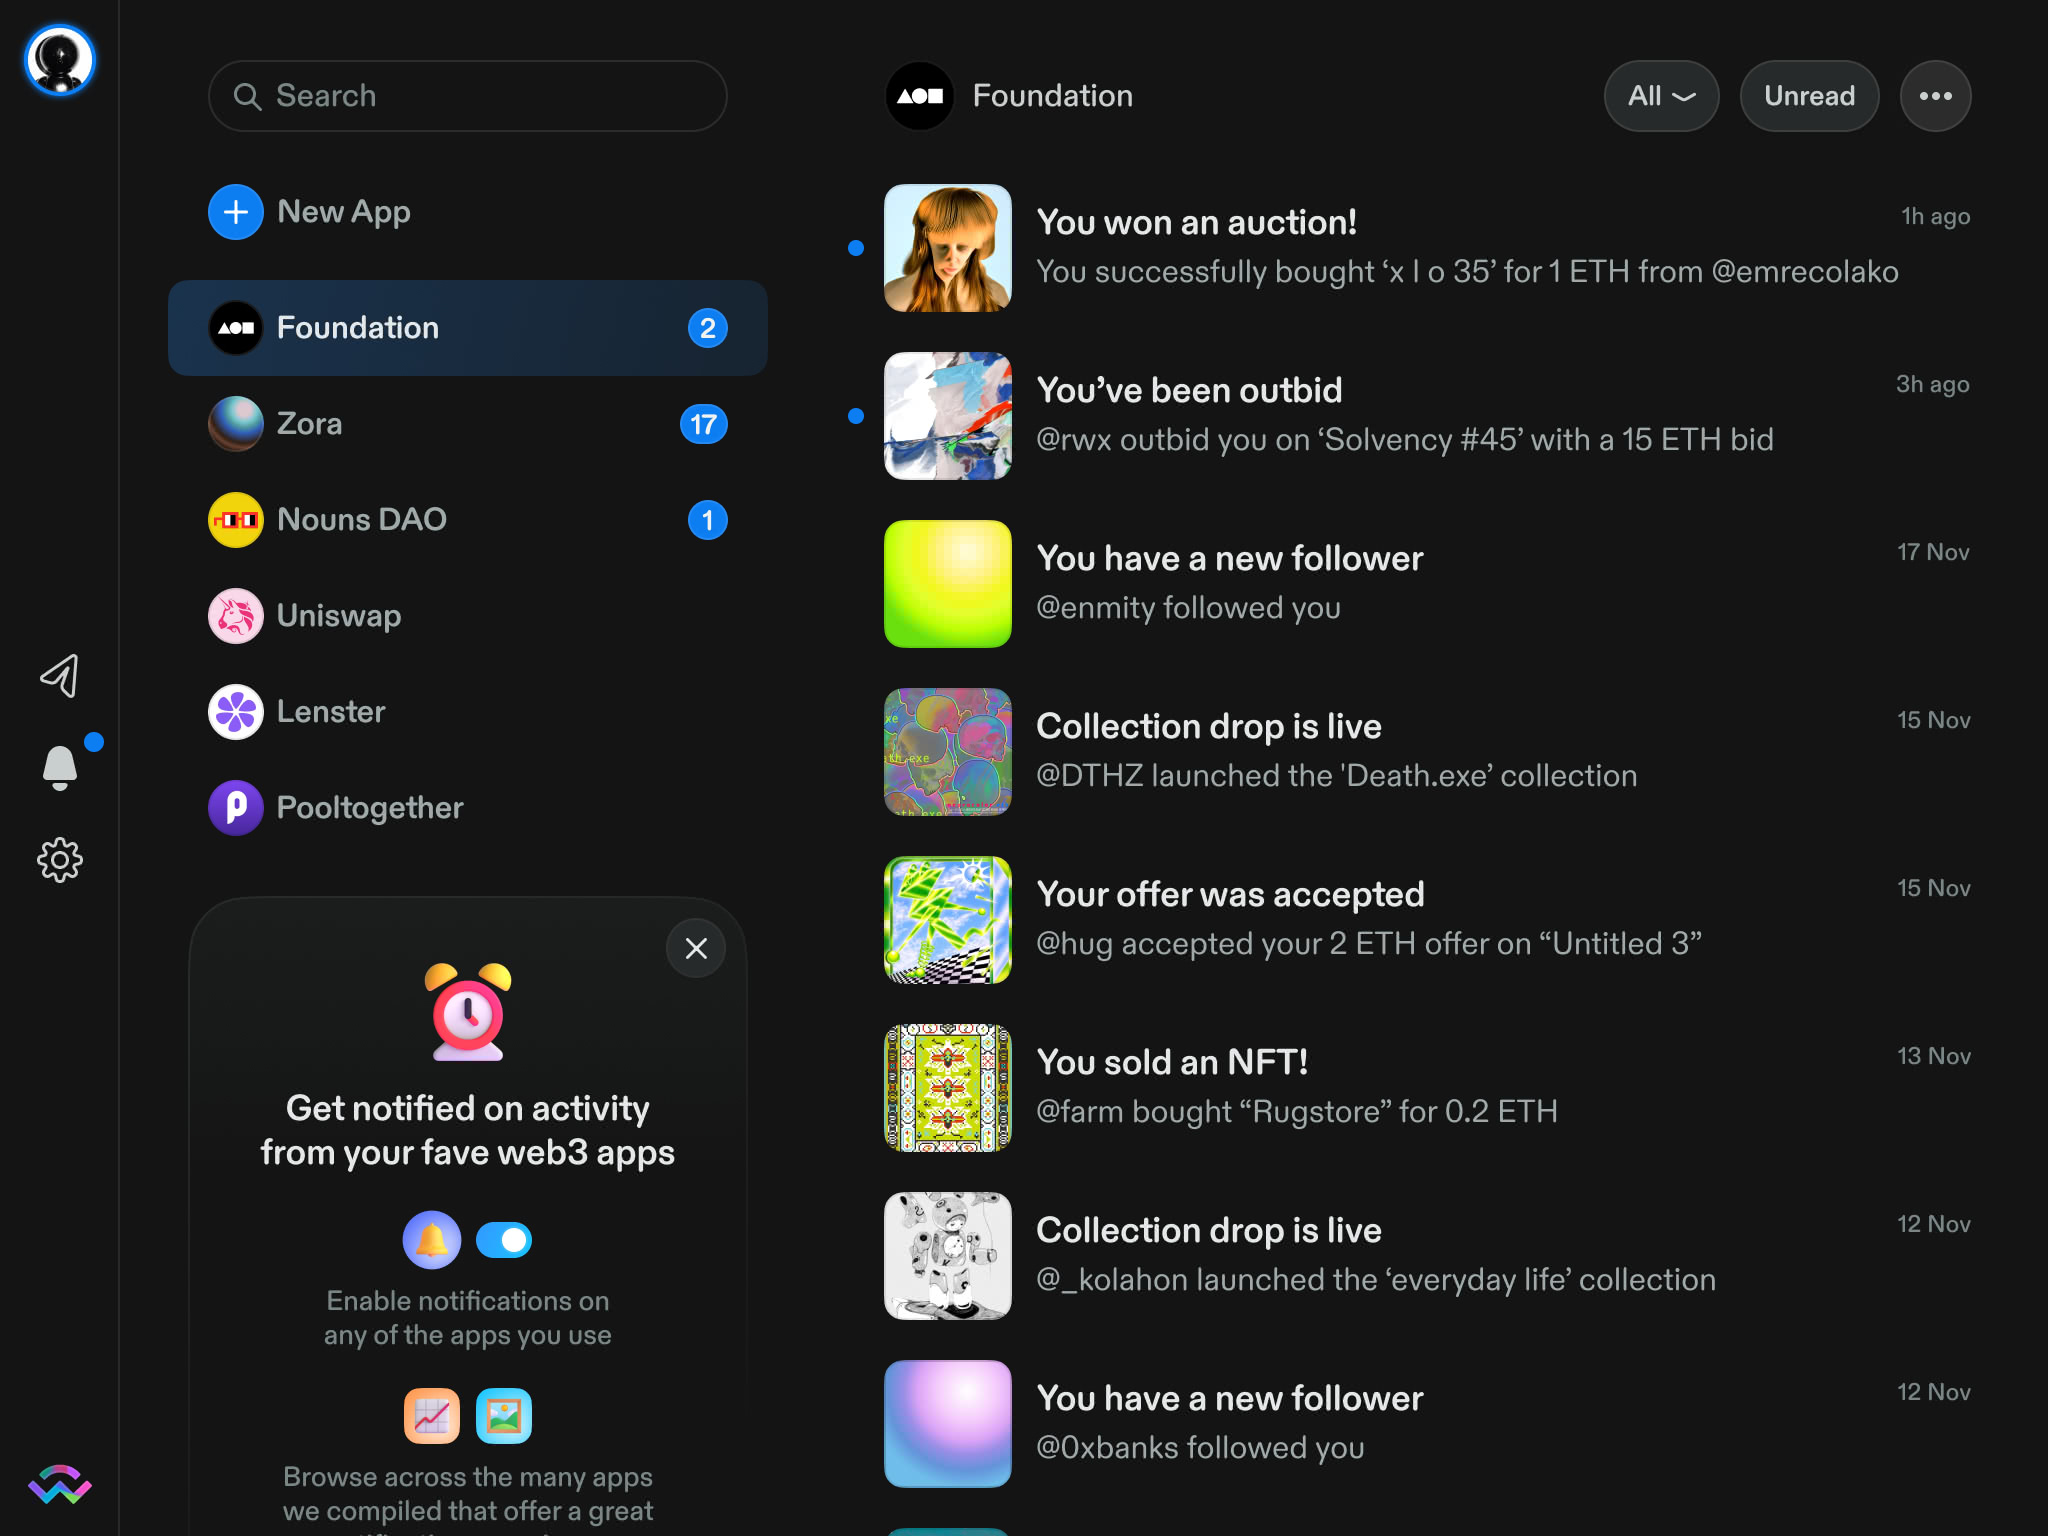 Search
New App
Foundation
2
Zora
17
Nouns DAO
1
Uniswap
Lenster
Pooltogether
Get notified on activity
from your fave web3 apps
Enable notifications on
any of the apps you use
Browse across the many apps
we compiled that offer a great
Foundation
All
Unread
You won an auction!
1h ago
You successfully bought ‘x l o 35’ for 1 ETH from @emrecolako
You’ve been outbid
3h ago
@rwx outbid you on ‘Solvency #45’ with a 15 ETH bid
You have a new follower
17 Nov
@enmity followed you
Collection drop is live
15 Nov
@DTHZ launched the 'Death.exe’ collection
Your offer was accepted
15 Nov
@hug accepted your 2 ETH offer on “Untitled 3”
You sold an NFT!
13 Nov
@farm bought “Rugstore” for 0.2 ETH
Collection drop is live
12 Nov
@_kolahon launched the ‘everyday life’ collection
You have a new follower
12 Nov
@0xbanks followed you